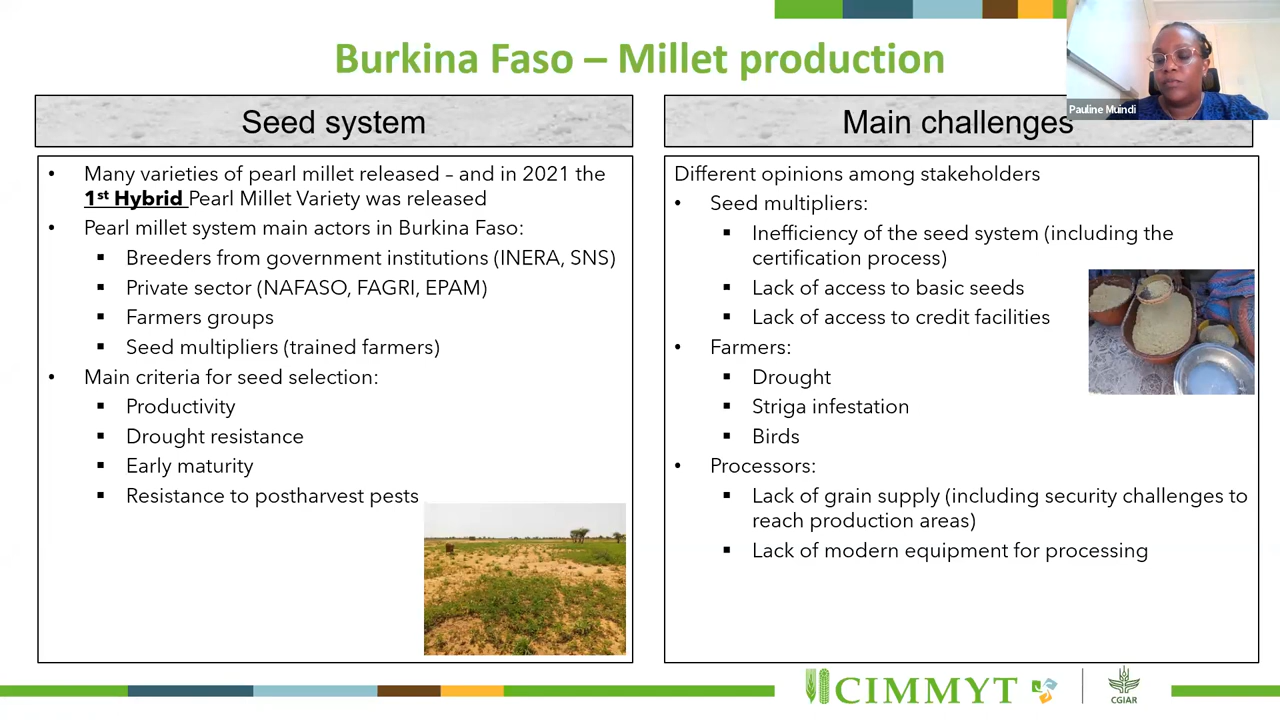 Burkina Faso – Millet production
Pauline Muindi
Seed system
Many varieties of pearl millet released – and in 2021 the
1st Hybrid Pearl Millet Variety was released
Pearl millet system main actors in Burkina Faso:
Breeders from government institutions (INERA, SNS)
Private sector (NAFASO, FAGRI, EPAM)
Farmers groups
Seed multipliers (trained farmers)
Main criteria for seed selection:
Productivity
Drought resistance
Early maturity
Resistance to postharvest pests
Main challenges
Different opinions among stakeholders
Seed multipliers:
Inefficiency of the seed system (including the
certification process)
Lack of access to basic seeds
Lack of access to credit facilities
Farmers:
Drought
Striga infestation
Birds
Processors:
Lack of grain supply (including security challenges to
reach production areas)
Lack of modern equipment for processing
CIMMYT
CGIAR